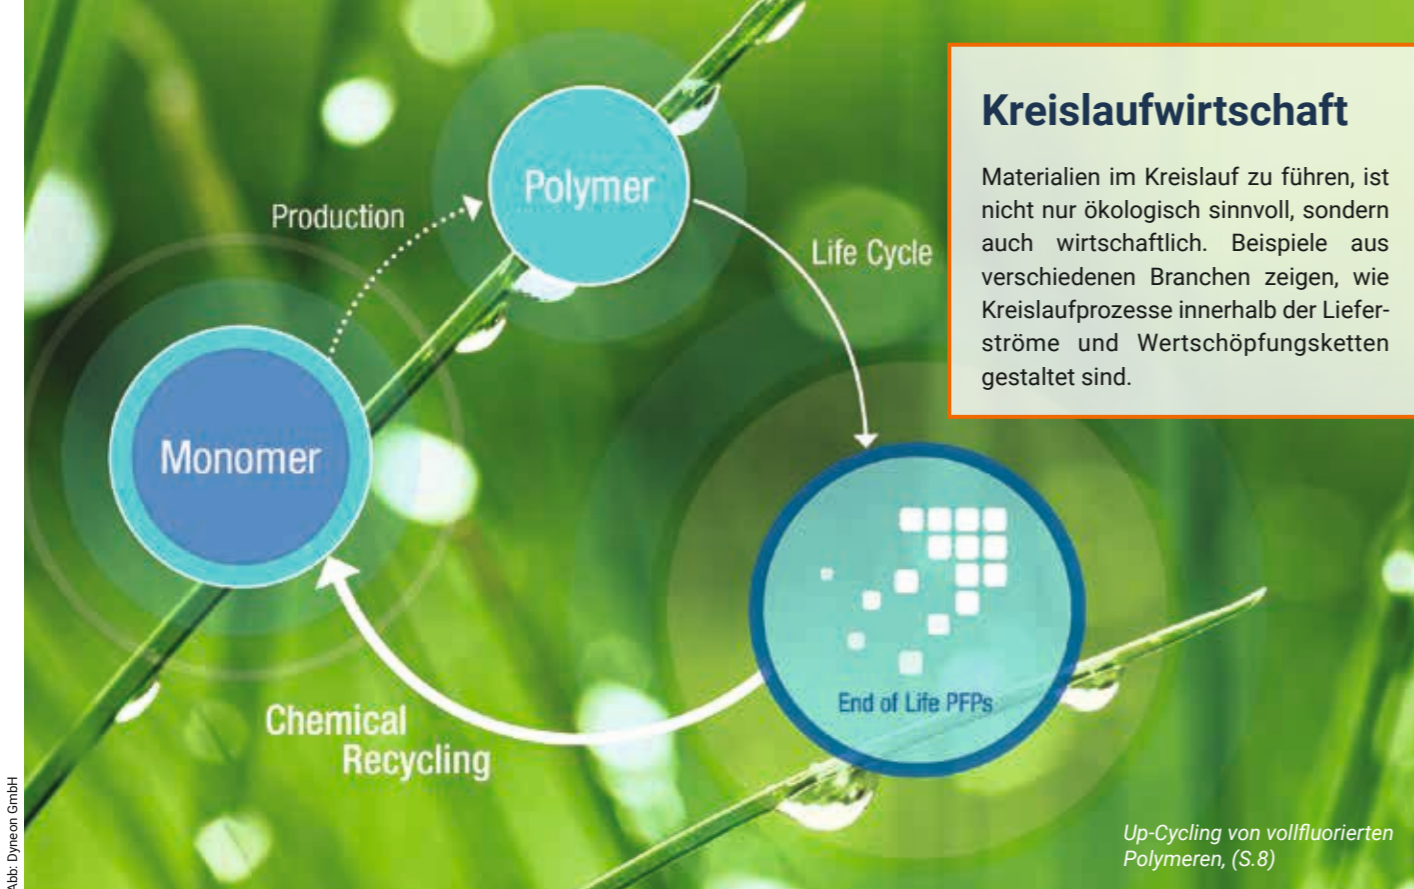 Kreislaufwirtschaft
Materialien im Kreislauf zu führen, ist
nicht nur ökologisch sinnvoll, sondern
auch wirtschaftlich. Beispiele aus
verschiedenen Branchen zeigen, wie
Kreislaufprozesse innerhalb der Liefer-
ströme und Wertschöpfungsketten
gestaltet sind.
Polymer
Production
Life Cycle
Monomer
End of Life PFPs
Chemical
Recycling
Up-Cycling von vollfluorierten
Polymeren, (S.8)
Abb: Dyneon GmbH